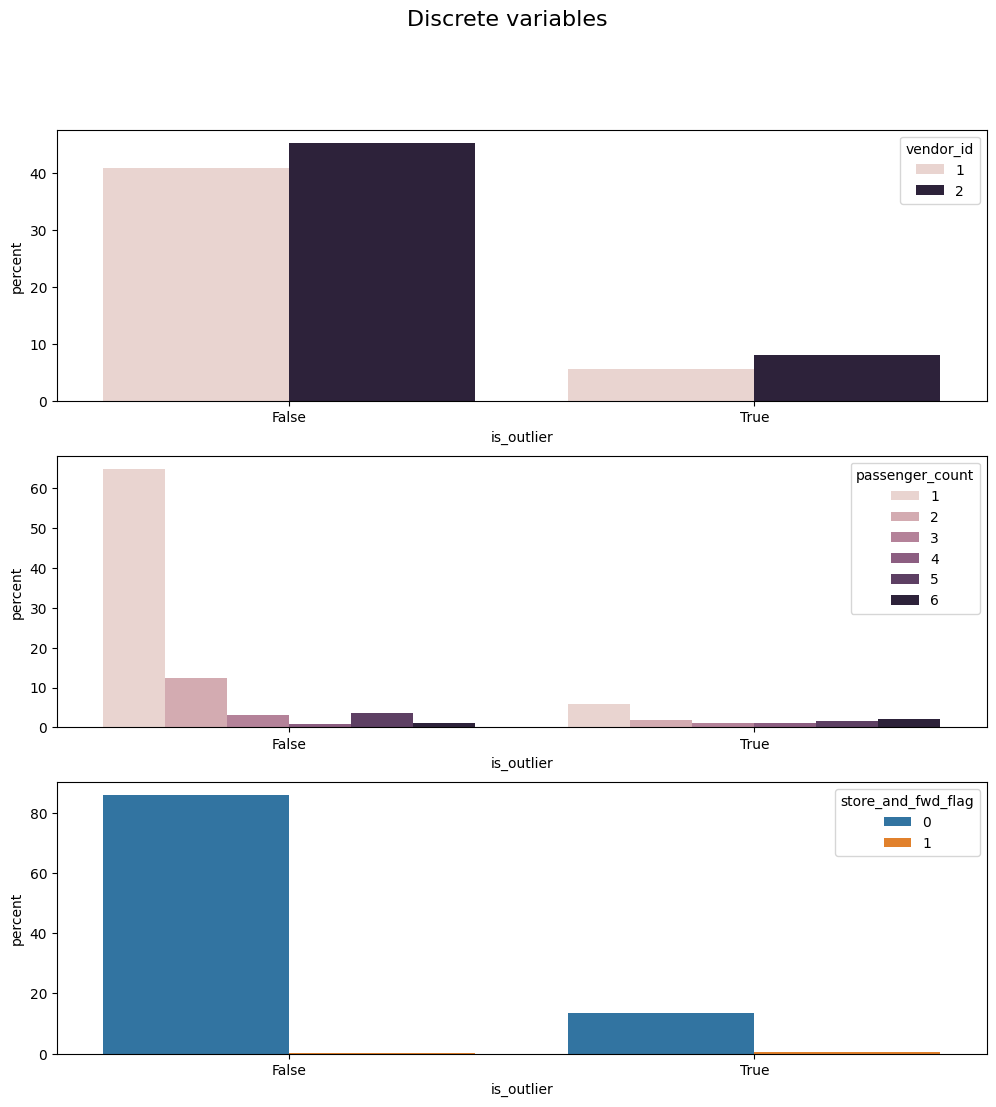 Discrete variables
vendor_id
1
2
40
30
20
10
0
percent
False
True
is_outlier
passenger_count
1
2
3
4
5
6
60
50
40
30
20
10
0
percent
False
True
is_outlier
store_and_fwd_flag
0
1
80
60
40
20
0
percent
False
True
is_outlier